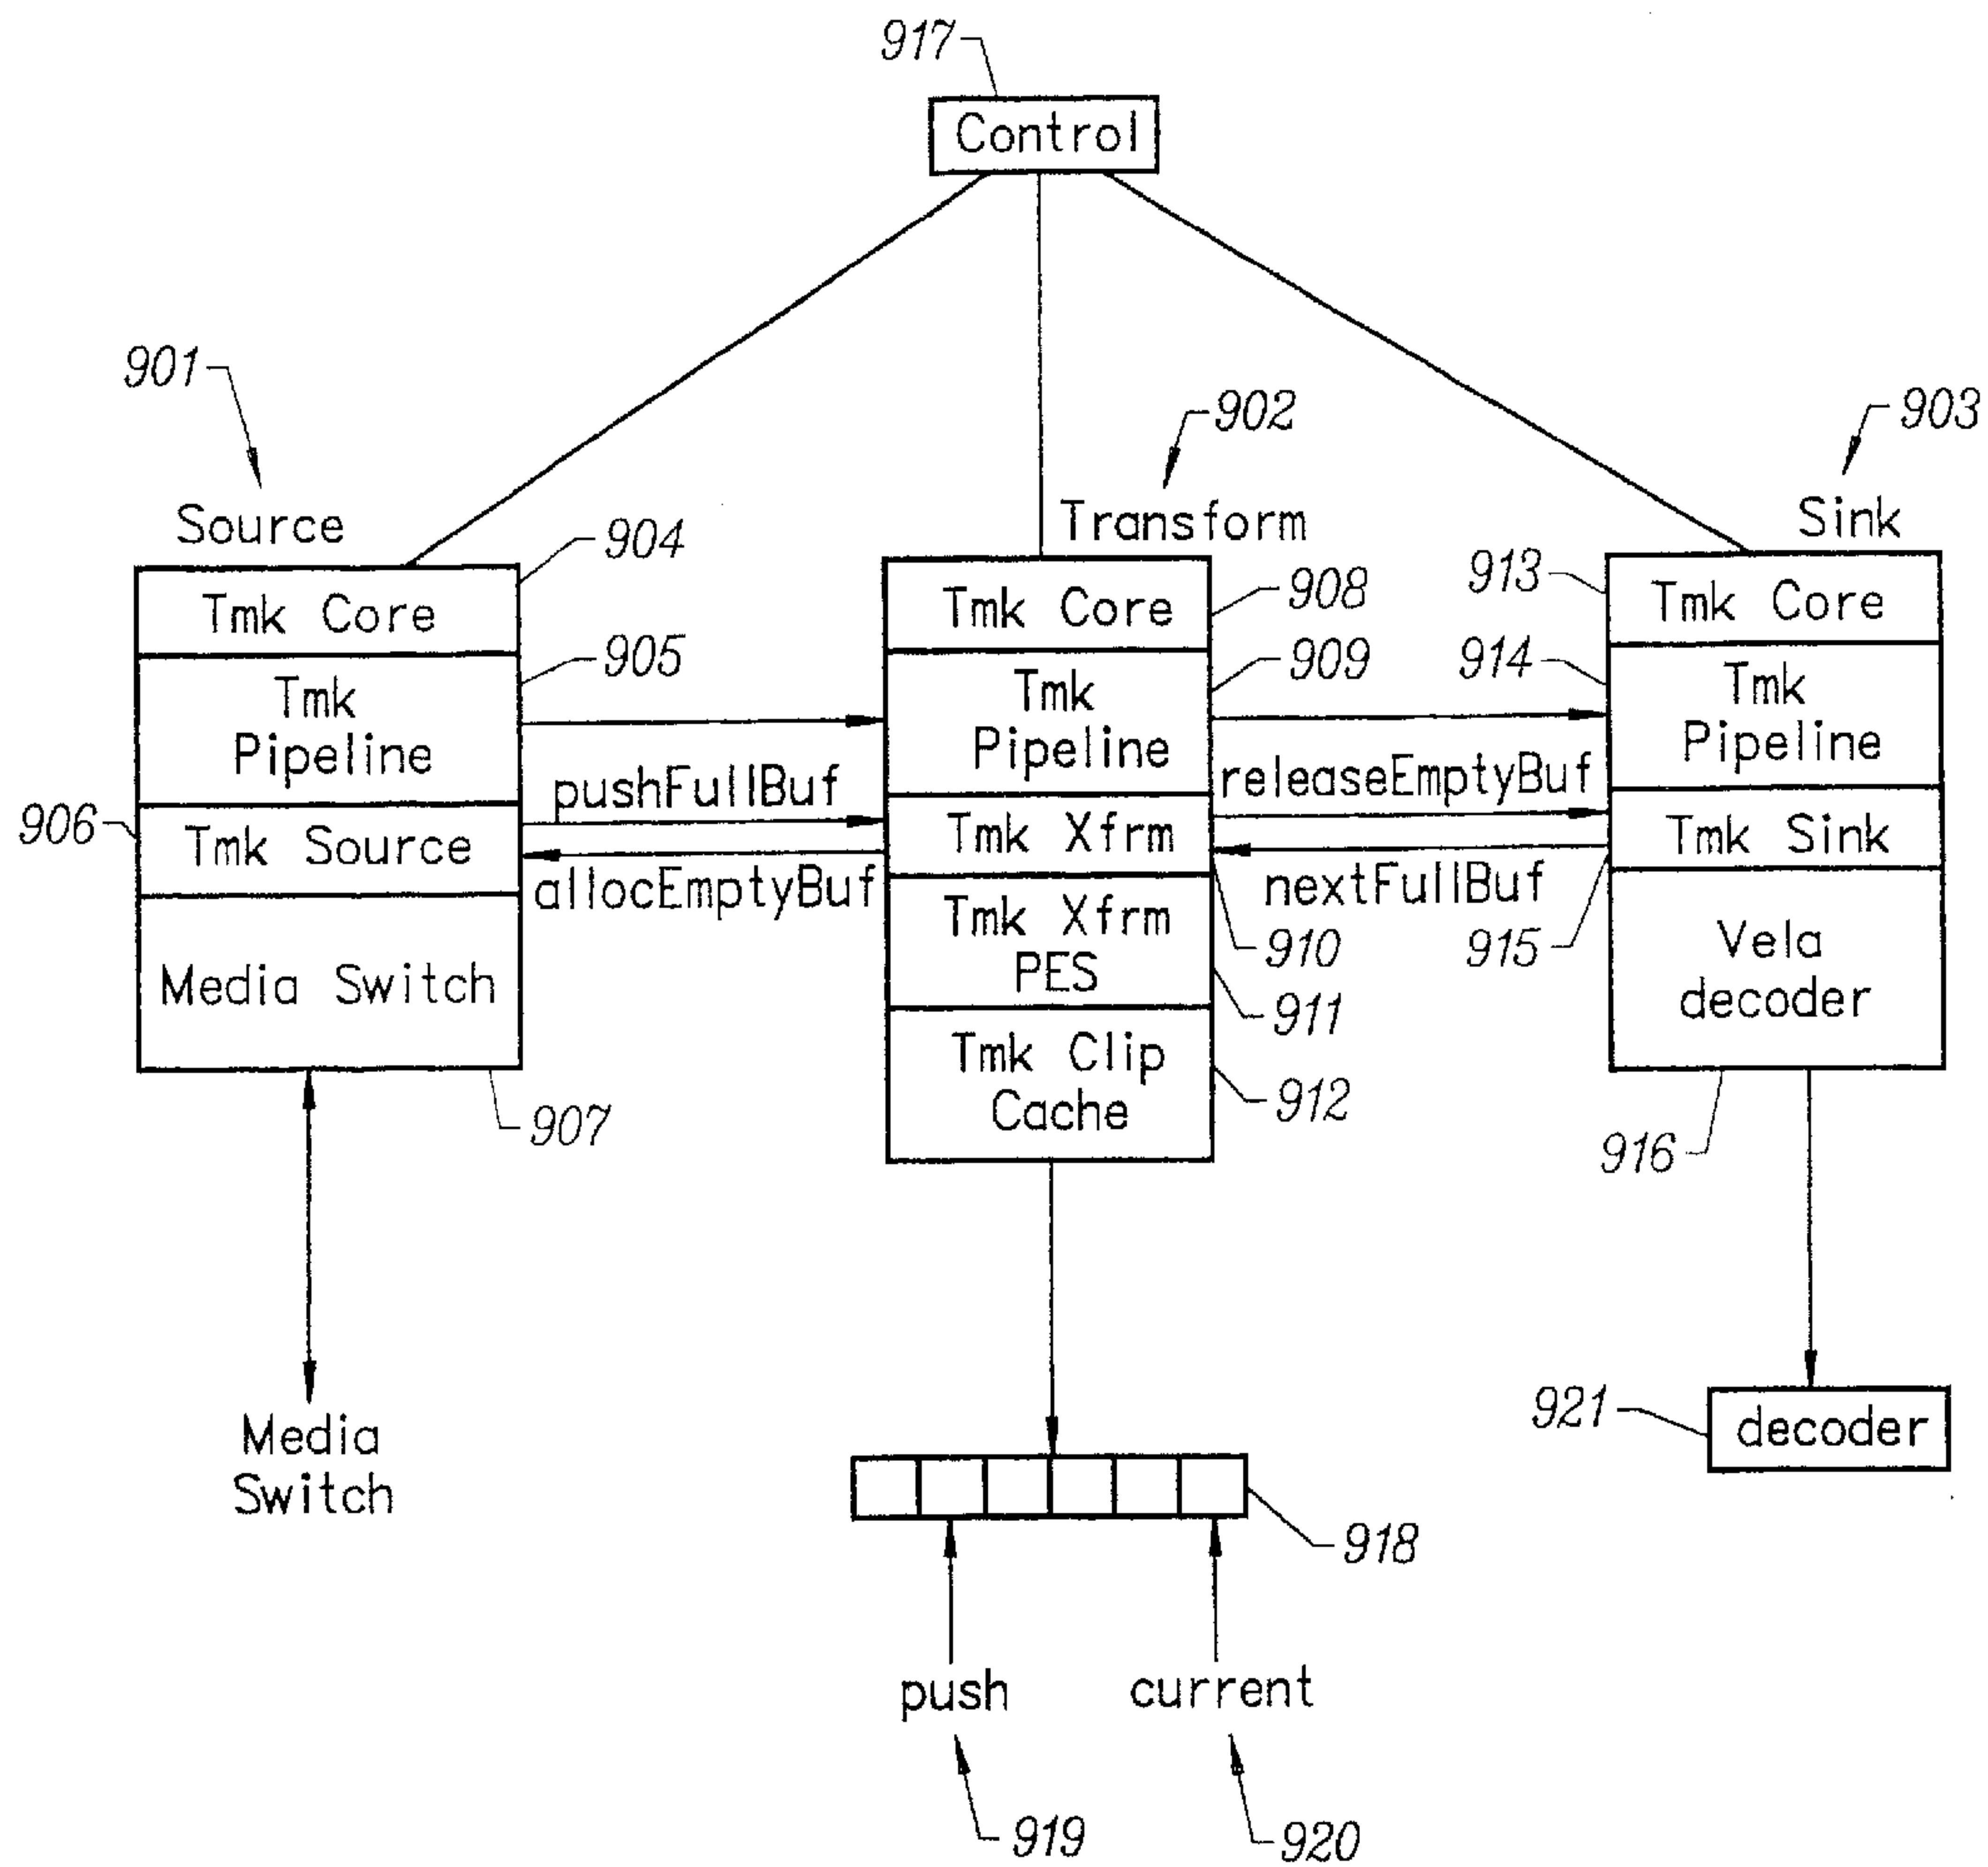 917
Control
901
902
903
Source
Transform
Sink
904
Tmk Core
905
Tmk
Pipeline
906
Tmk Source
Media Switch
907
Media
Switch
pushFullBuf
allocEmptyBuf
Tmk Core
908
Tmk
Pipeline
909
Tmk Xfrm
910
Tmk Xfrm
PES
911
Tmk Clip
Cache
912
releaseEmptyBuf
nextFullBuf
913
Tmk Core
914
Tmk
Pipeline
Tmk Sink
915
Vela
decoder
916
921
decoder
918
push
current
919
920